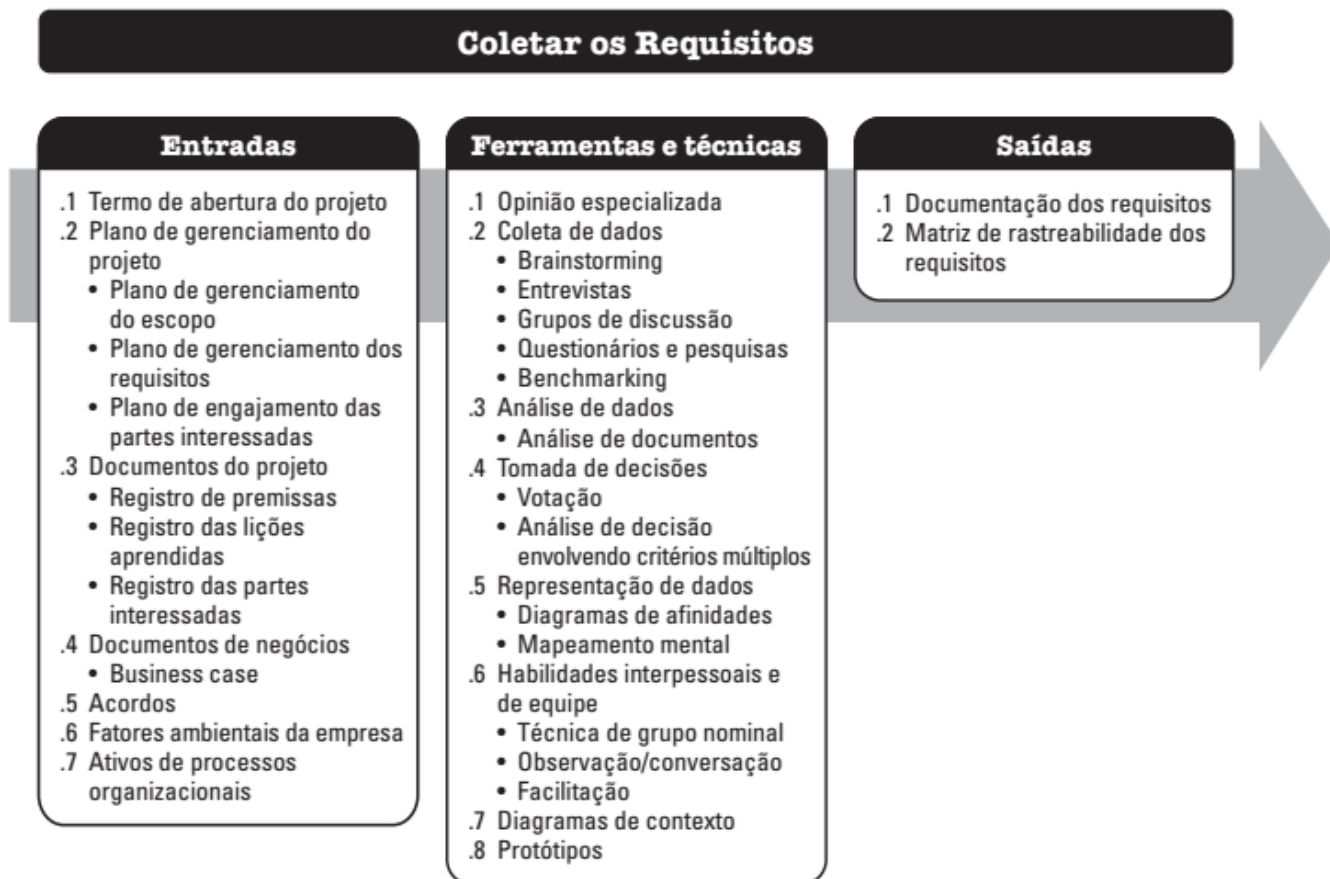 Coletar os Requisitos
Entradas
.1 Termo de abertura do projeto
.2 Plano de gerenciamento do
projeto
• Plano de gerenciamento
do escopo
• Plano de gerenciamento dos
requisitos
• Plano de engajamento das
partes interessadas
.3 Documentos do projeto
• Registro de premissas
• Registro das lições
aprendidas
• Registro das partes
interessadas
.4 Documentos de negócios
• Business case
.5 Acordos
.6 Fatores ambientais da empresa
.7 Ativos de processos
organizacionais
Ferramentas e técnicas
.1 Opinião especializada
.2 Coleta de dados
• Brainstorming
• Entrevistas
• Grupos de discussão
• Questionários e pesquisas
• Benchmarking
.3 Análise de dados
• Análise de documentos
.4 Tomada de decisões
• Votação
• Análise de decisão
envolvendo critérios múltiplos
.5 Representação de dados
• Diagramas de afinidades
• Mapeamento mental
.6 Habilidades interpessoais e
de equipe
• Técnica de grupo nominal
• Observação/conversação
• Facilitação
.7 Diagramas de contexto
.8 Protótipos
Saídas
.1 Documentação dos requisitos
.2 Matriz de rastreabilidade dos
requisitos